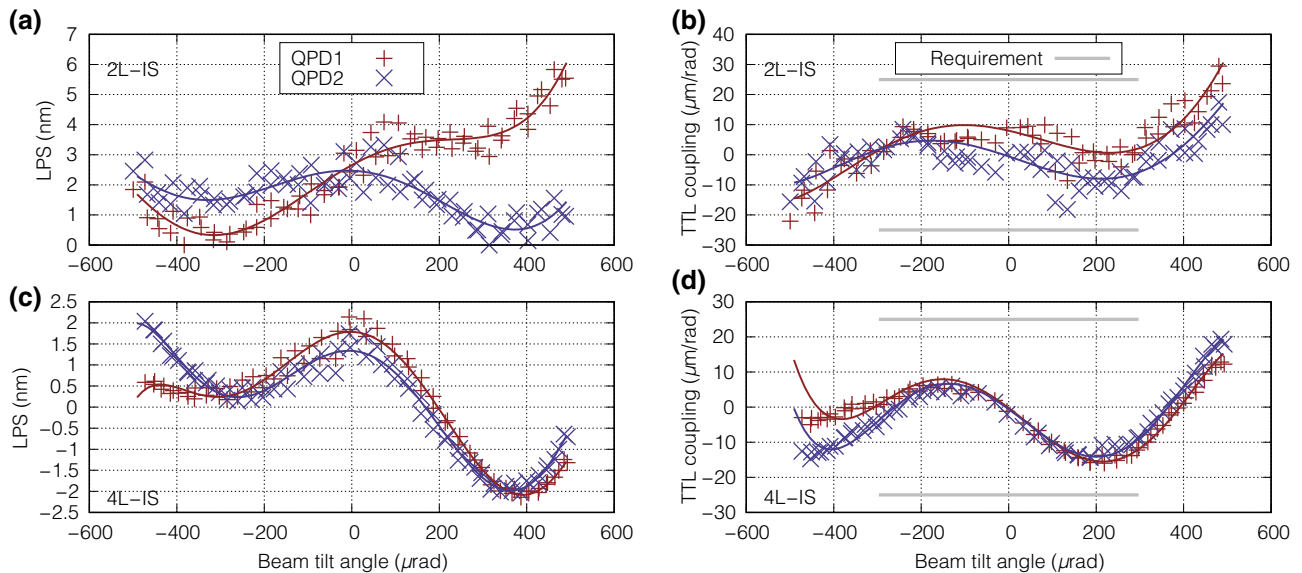 (a)
7
6
5
4
3
2
1
0
LPS (nm)
2L−IS
QPD1
QPD2
−600 −400 −200 0 200 400 600
(b)
30
20
10
0
−10
−20
−30
TTL coupling (μm/rad)
2L−IS
Requirement
−600 −400 −200 0 200 400 600
(c)
2.5
2
1.5
1
0.5
0
−0.5
−1
−1.5
−2
−2.5
LPS (nm)
4L−IS
−600 −400 −200 0 200 400 600
Beam tilt angle (μrad)
(d)
30
20
10
0
−10
−20
−30
TTL coupling (μm/rad)
4L−IS
−600 −400 −200 0 200 400 600
Beam tilt angle (μrad)